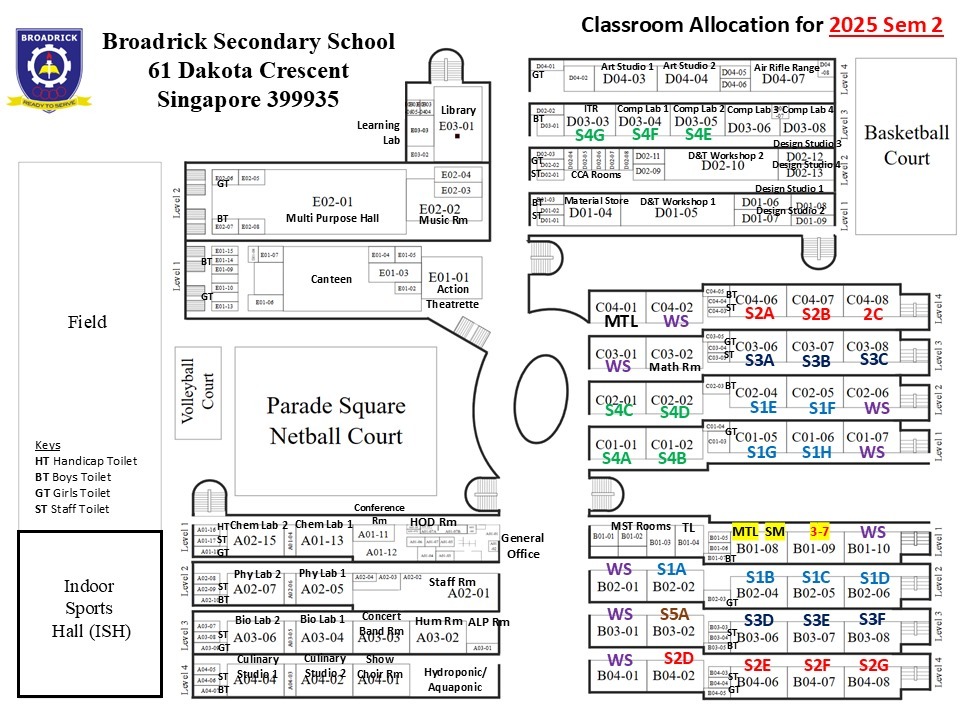 BROADRICK
READY TO SERVE
Broadrick Secondary School
61 Dakota Crescent
Singapore 399935
Classroom Allocation for 2025 Sem 2
Learning
Lab
Library
E03-01
E03-03
E03-02
Level 2
E02-06
GT
E02-05
E02-01
Multi Purpose Hall
BT
E02-07
E02-08
E02-04
E02-03
E02-02
Music Rm
Level 1
E01-15
BT
E01-14
E01-09
E01-10
GT
E01-13
E01-07
E01-06
Canteen
E01-04
E01-05
E01-03
E01-02
E01-01
Action
Theatrette
D04-01
GT
D04-02
Art Studio 1
D04-03
Art Studio 2
D04-04
D04-05
D04-06
Air Rifle Range
D04-07
D04
-08
Level 4
D02-02
BT
D03-01
ITR
D03-03
S4G
Comp Lab 1
D03-04
S4F
Comp Lab 2
D03-05
S4E
Comp Lab 3
D03-06
Comp Lab 4
D03-08
Level 3
Design Studio 3
D02-03
GT
D02-02
ST
D02-01
D02-04
D02-05
D02-06
D02-07
D02-08
CCA Rooms
D02-11
D02-09
D&T Workshop 2
D02-10
D02-12
Design Studio 4
D02-13
Level 2
Design Studio 1
D01-03
BT
D01-02
ST
D01-01
Material Store
D01-04
D&T Workshop 1
D01-05
D01-06
D01-07
D01-08
Design Studio 2
D01-09
Level 1
Basketball
Court
Field
Volleyball
Court
Parade Square
Netball Court
Keys
HT Handicap Toilet
BT Boys Toilet
GT Girls Toilet
ST Staff Toilet
Indoor
Sports
Hall (ISH)
C04-01
MTL
C04-02
WS
C04-05
BT
C04-04
ST
C04-03
C04-06
S2A
C04-07
S2B
C04-08
2C
Level 4
C03-01
WS
C03-02
Math Rm
GT
ST
C03-06
S3A
C03-07
S3B
C03-08
S3C
Level 3
C02-01
S4C
C02-02
S4D
C02-03
BT
C02-04
S1E
C02-05
S1F
C02-06
WS
Level 2
C01-01
S4A
C01-02
S4B
C01-04
GT
C01-03
C01-05
S1G
C01-06
S1H
C01-07
WS
Level 1
Level 1
A01-16
HT
A01-17
ST
GT
Chem Lab 2
A02-15
A01-14
Chem Lab 1
A01-13
Conference
Rm
A01-11
A01-12
HOD Rm
General
Office
Level 2
A02-08
A02-09
ST
BT
Phy Lab 2
A02-07
A02-06
Phy Lab 1
A02-05
A02-04
A02-03
A02-02
Staff Rm
A02-01
Level 3
A03-07
A03-08
ST
A03-09
GT
Bio Lab 2
A03-06
A03-05
Bio Lab 1
A03-04
Concert
Band Rm
A03-03
Hum Rm
A03-02
ALP Rm
A03-01
Level 4
A04-05
A04-06
ST
A04-07
BT
Culinary
Studio 1
A04-04
A04-03
Culinary
Studio 2
A04-02
Show
Choir Rm
A04-01
Hydroponic/
Aquaponic
MST Rooms
B01-01
B01-02
B01-03
TL
B01-04
B01-05
B01-06
B01-07
BT
MTL SM
B01-08
3-7
B01-09
WS
B01-10
Level 1
WS
B02-01
S1A
B02-02
B02-03
GT
S1B
B02-04
S1C
B02-05
S1D
B02-06
Level 2
WS
B03-01
S5A
B03-02
B03-03
B03-04
ST
B03-05
BT
S3D
B03-06
S3E
B03-07
S3F
B03-08
Level 3
WS
B04-01
S2D
B04-02
B04-03
B04-04
ST
B04-05
GT
S2E
B04-06
S2F
B04-07
S2G
B04-08
Level 4